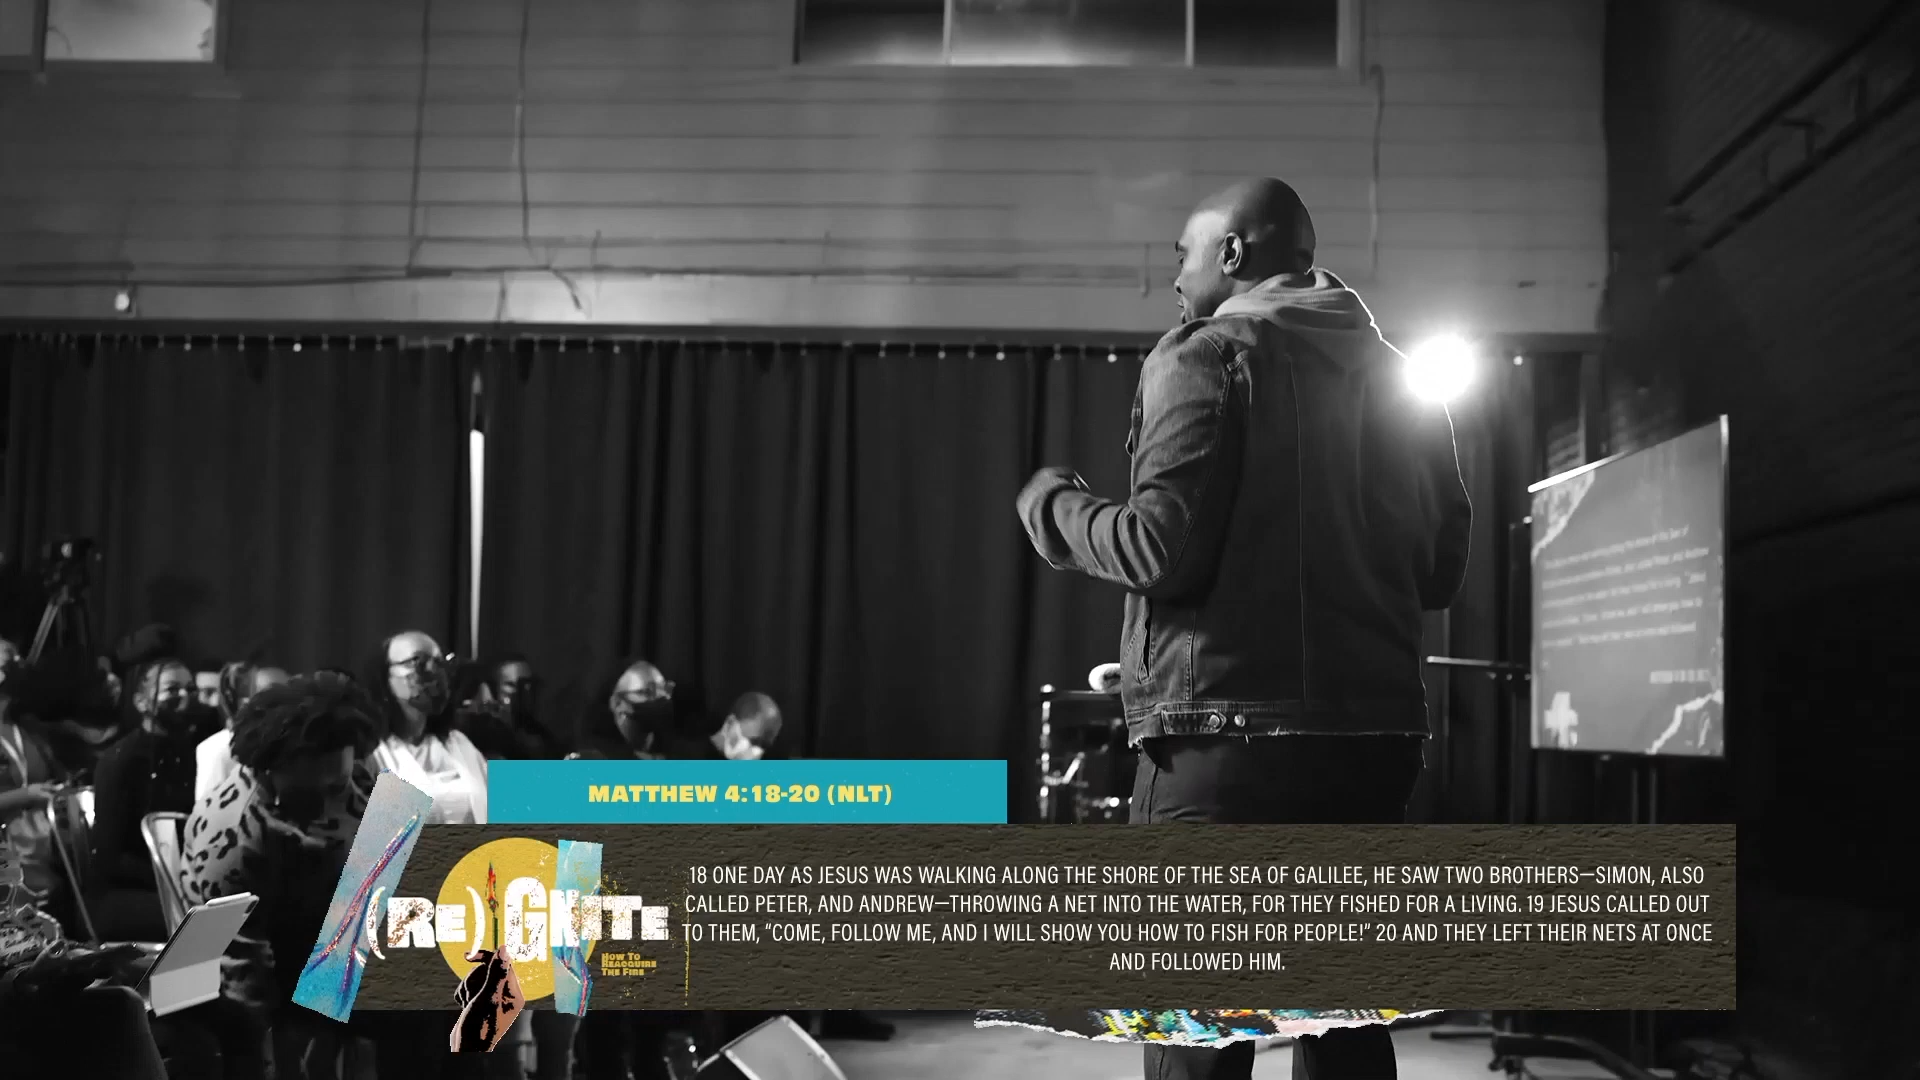 MATTHEW 4:18-20 (NLT)
(RE)GNITE
HOW TO
REACQUIRE
THE FIRE
18 ONE DAY AS JESUS WAS WALKING ALONG THE SHORE OF THE SEA OF GALILEE, HE SAW TWO BROTHERS—SIMON, ALSO
CALLED PETER, AND ANDREW—THROWING A NET INTO THE WATER, FOR THEY FISHED FOR A LIVING. 19 JESUS CALLED OUT
TO THEM, “COME, FOLLOW ME, AND I WILL SHOW YOU HOW TO FISH FOR PEOPLE!” 20 AND THEY LEFT THEIR NETS AT ONCE
AND FOLLOWED HIM.